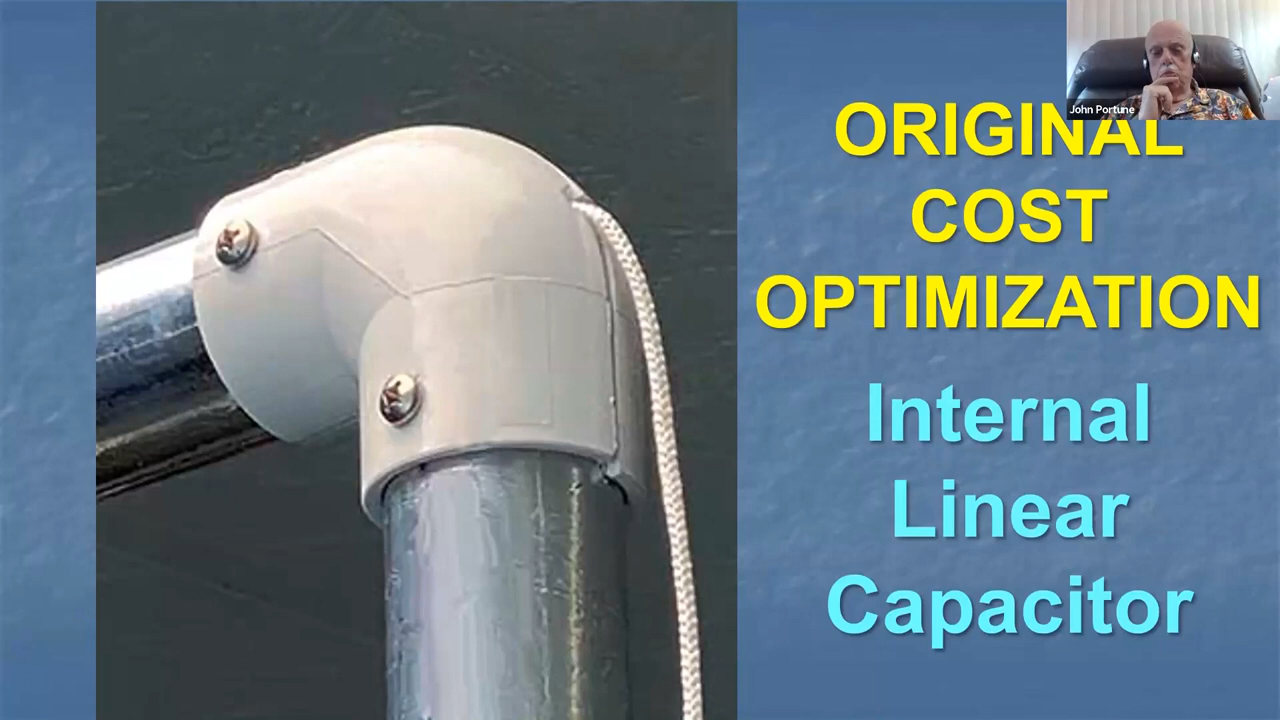 John Portune
ORIGINAL
COST
OPTIMIZATION
Internal
Linear
Capacitor